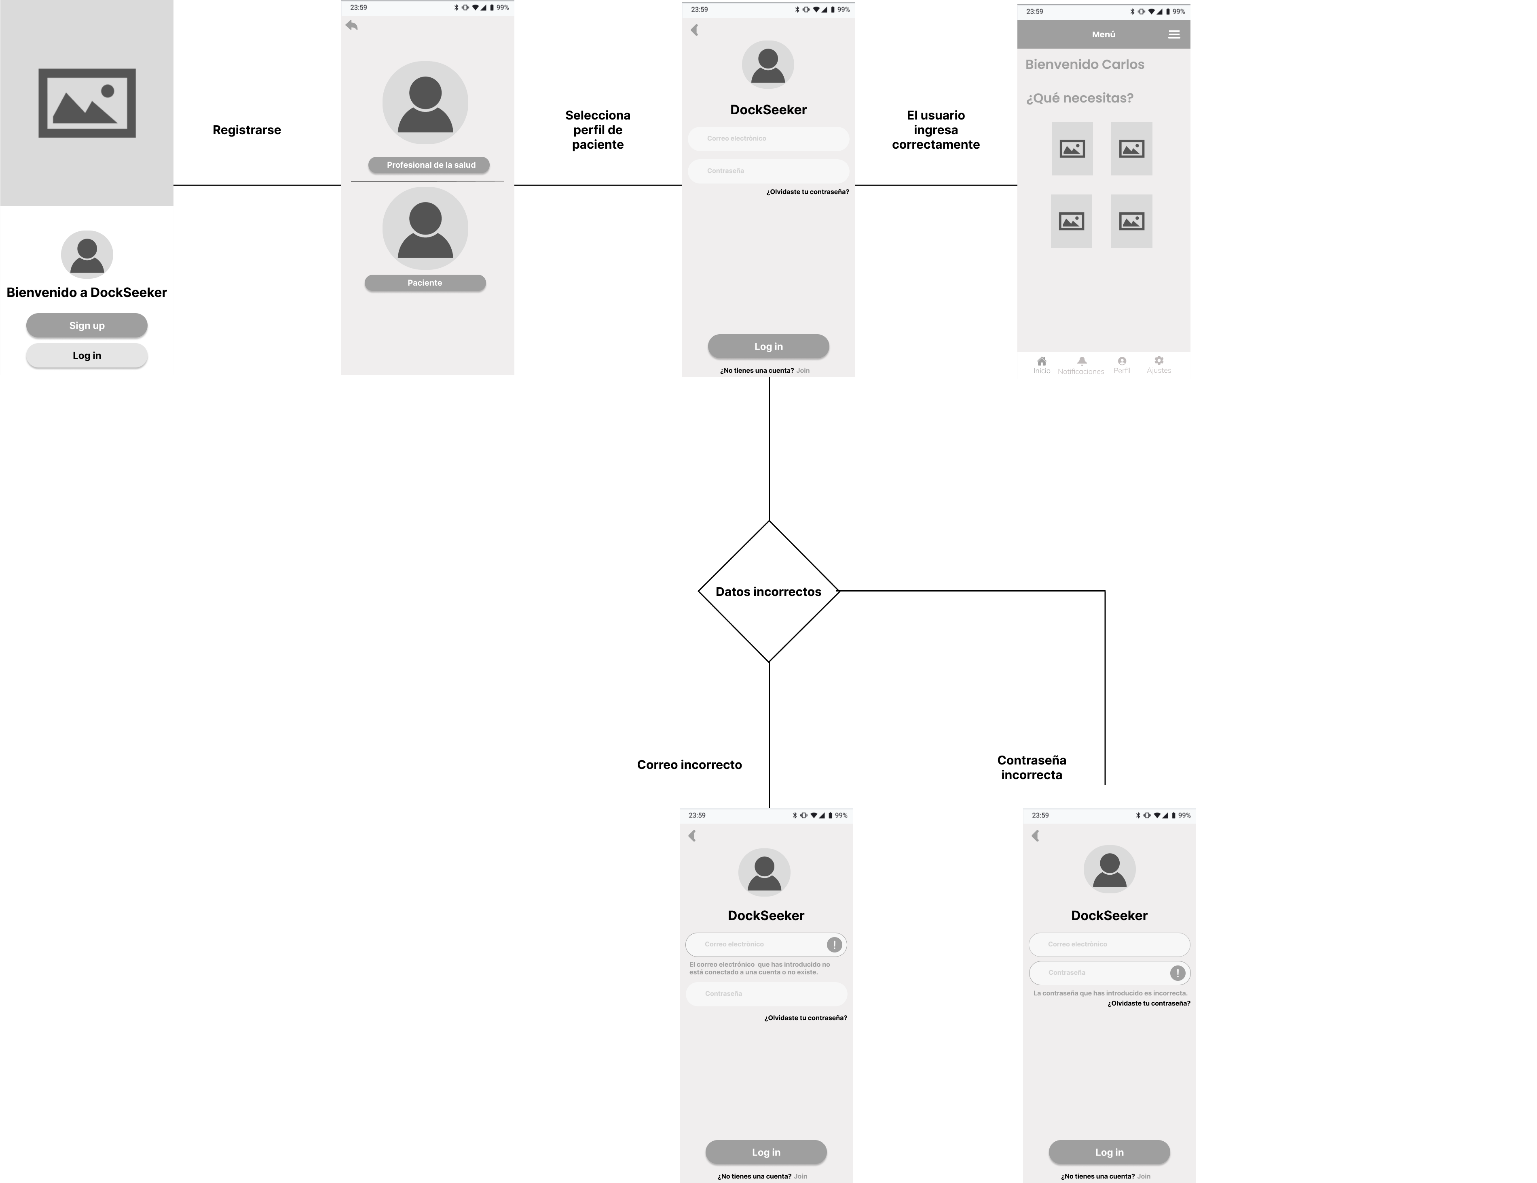 Bienvenido a DockSeeker
Sign up
Log in
Registrarse
23:59
99%
Profesional de la salud
Paciente
Selecciona
perfil de
paciente
23:59
99%
DockSeeker
Correo electrónico
Contraseña
¿Olvidaste tu contraseña?
Log in
¿No tienes una cuenta? Join
El usuario
ingresa
correctamente
23:59
99%
Menú
Bienvenido Carlos
¿Qué necesitas?
Inicio
Notificaciones
Perfil
Ajustes
Datos incorrectos
Correo incorrecto
Contraseña
incorrecta
23:59
99%
DockSeeker
Correo electrónico
!
El correo electrónico que has introducido no
está conectado a una cuenta o no existe.
Contraseña
¿Olvidaste tu contraseña?
Log in
¿No tienes una cuenta? Join
23:59
99%
DockSeeker
Correo electrónico
Contraseña
!
La contraseña que has introducido es incorrecta.
¿Olvidaste tu contraseña?
Log in
¿No tienes una cuenta? Join